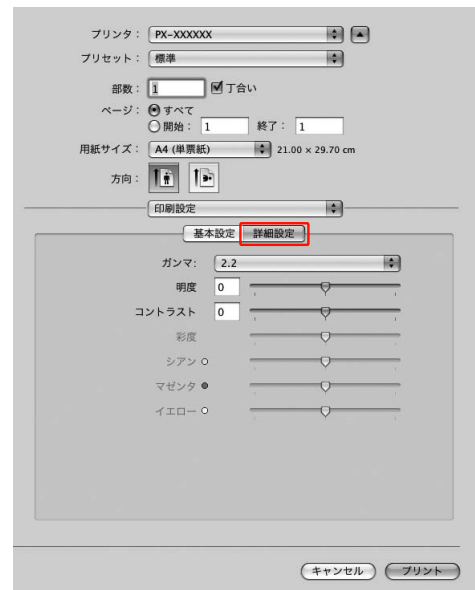 プリンタ： PX-XXXXXX
プリセット： 標準
部数： 1 丁合い
ページ： すべて
開始： 1 終了： 1
用紙サイズ： A4 (単票紙) 21.00 × 29.70 cm
方向：
印刷設定
基本設定 詳細設定
ガンマ： 2.2
明度 0
コントラスト 0
彩度
シアン
マゼンタ
イエロー
キャンセル プリント